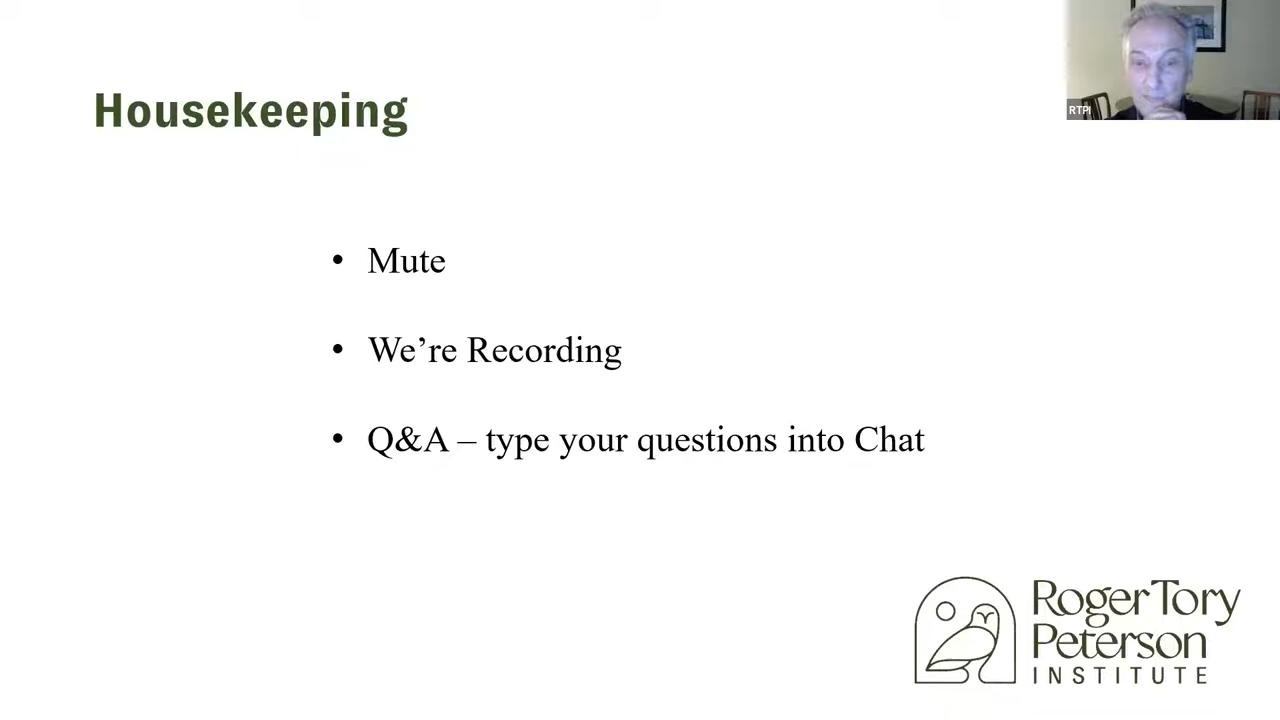 Housekeeping
RTPI
• Mute
• We’re Recording
• Q&A – type your questions into Chat
Roger Tory
Peterson
INSTITUTE